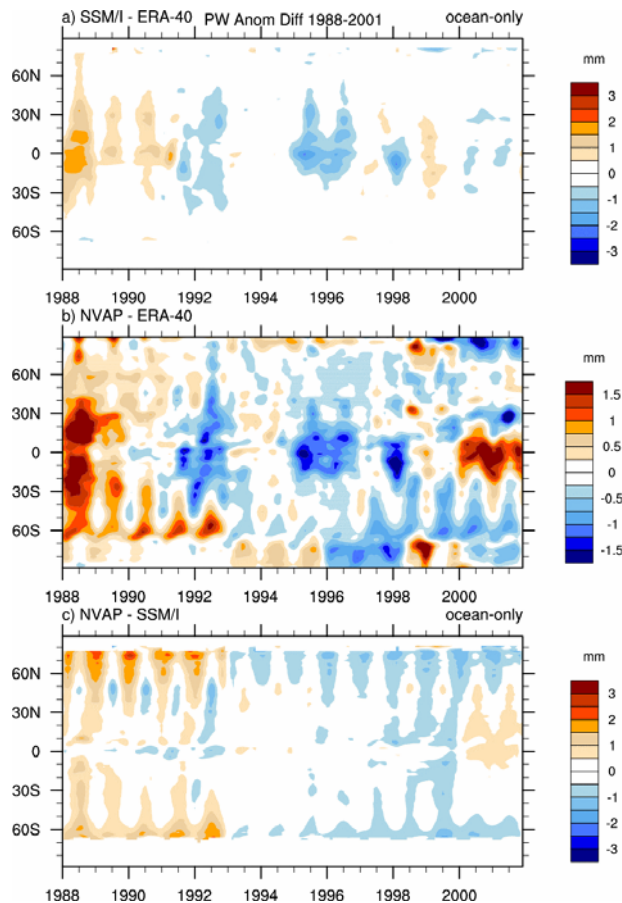 a) SSM/I - ERA-40 PW Anom Diff 1988-2001 ocean-only
mm
60N
30N
0
30S
60S
3
2
1
0
-1
-2
-3
1988 1990 1992 1994 1996 1998 2000
b) NVAP - ERA-40
mm
60N
30N
0
30S
60S
1.5
1
0.5
0
-0.5
-1
-1.5
1988 1990 1992 1994 1996 1998 2000
c) NVAP - SSM/I ocean-only
mm
60N
30N
0
30S
60S
3
2
1
0
-1
-2
-3
1988 1990 1992 1994 1996 1998 2000